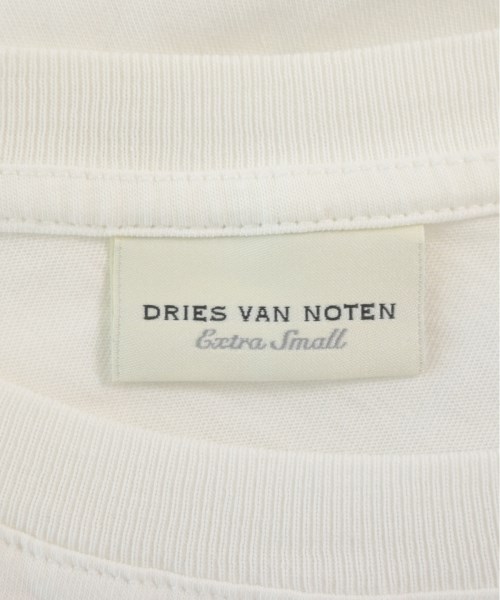 DRIES VAN NOTEN
Extra Small